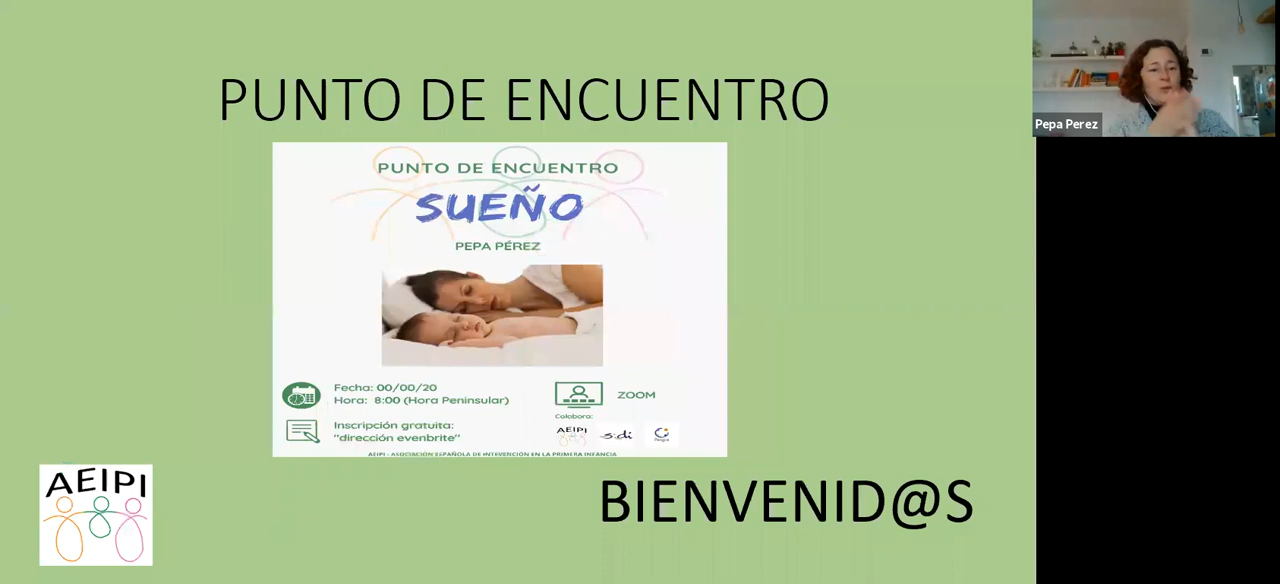 PUNTO DE ENCUENTRO
Pepa Perez
PUNTO DE ENCUENTRO
SUEÑO
PEPA PÉREZ
Fecha: 00/00/20
Hora: 8:00 (Hora Peninsular)
ZOOM
Colabora:
Inscripción gratuita:
"dirección evenbrite"
AEIPI
sidi
AEIPI - ASOCIACIÓN ESPAÑOLA DE INTERVENCIÓN EN LA PRIMERA INFANCIA
AEIPI
BIENVENID@S